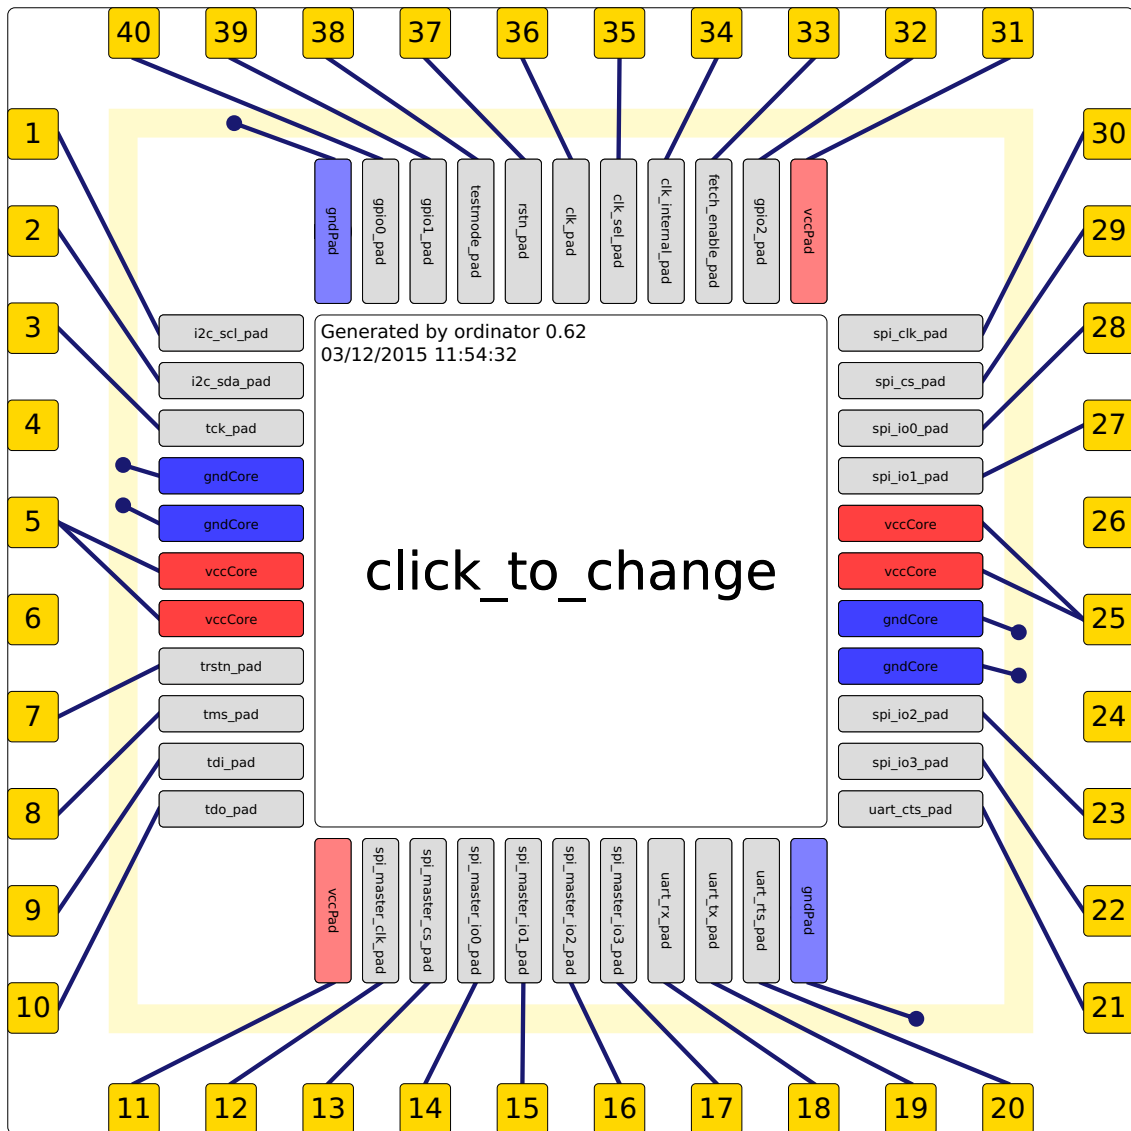 40
39
38
37
36
35
34
33
32
31
1
2
3
4
5
6
7
8
9
10
gndPad
gpio0_pad
gpio1_pad
testmode_pad
rstn_pad
clk_pad
clk_sel_pad
clk_internal_pad
fetch_enable_pad
gpio2_pad
vccPad
i2c_scl_pad
i2c_sda_pad
tck_pad
gndCore
gndCore
vccCore
vccCore
trstn_pad
tms_pad
tdi_pad
tdo_pad
Generated by ordinator 0.62
03/12/2015 11:54:32
click_to_change
spi_clk_pad
spi_cs_pad
spi_io0_pad
spi_io1_pad
vccCore
vccCore
gndCore
gndCore
spi_io2_pad
spi_io3_pad
uart_cts_pad
30
29
28
27
26
25
24
23
22
21
vccPad
spi_master_clk_pad
spi_master_cs_pad
spi_master_io0_pad
spi_master_io1_pad
spi_master_io2_pad
spi_master_io3_pad
uart_rx_pad
uart_tx_pad
uart_rts_pad
gndPad
11
12
13
14
15
16
17
18
19
20